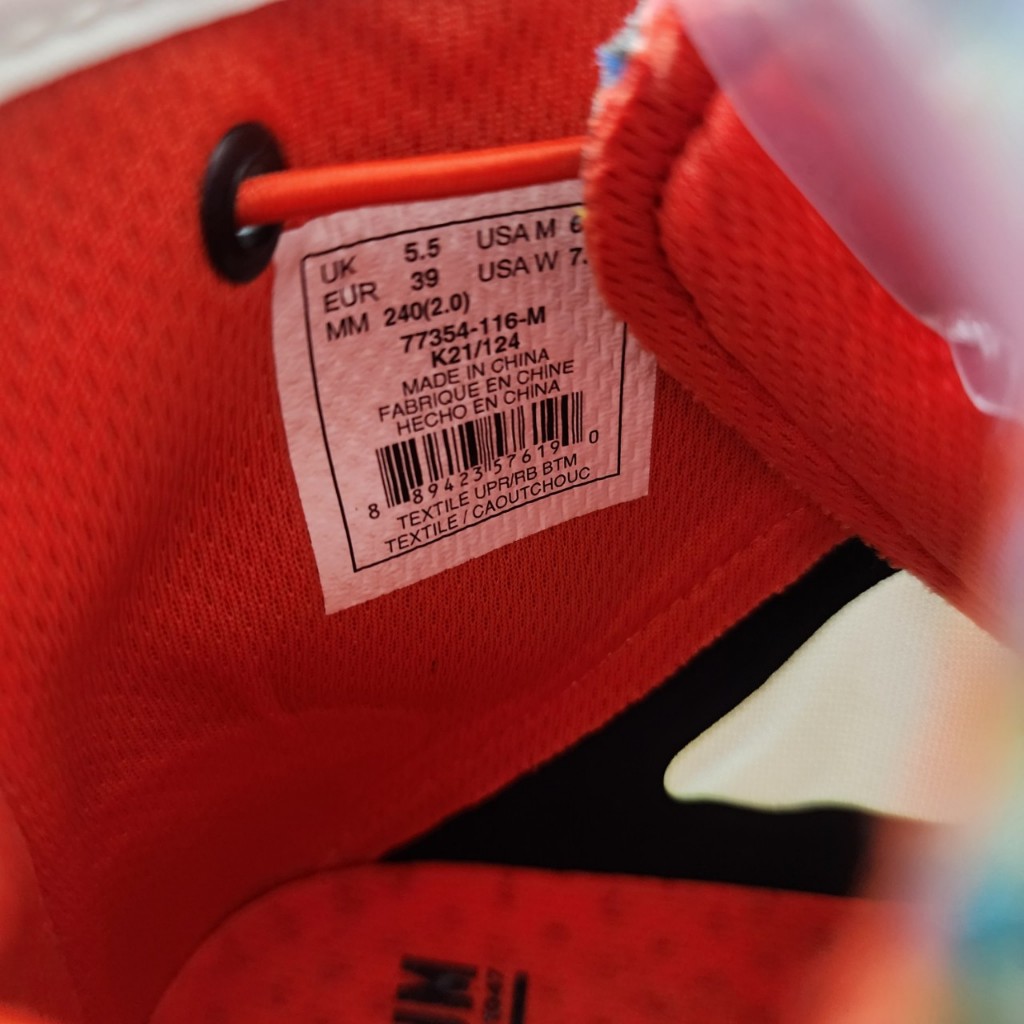 UK 5.5 USA M 6
EUR 39 USA W 7.
MM 240(2.0)
77354-116-M
K21/124
MADE IN CHINA
FABRIQUE EN CHINE
HECHO EN CHINA
8 89423 57619 0
TEXTILE UPR/RB BTM
TEXTILE / CAOUTCHOUC